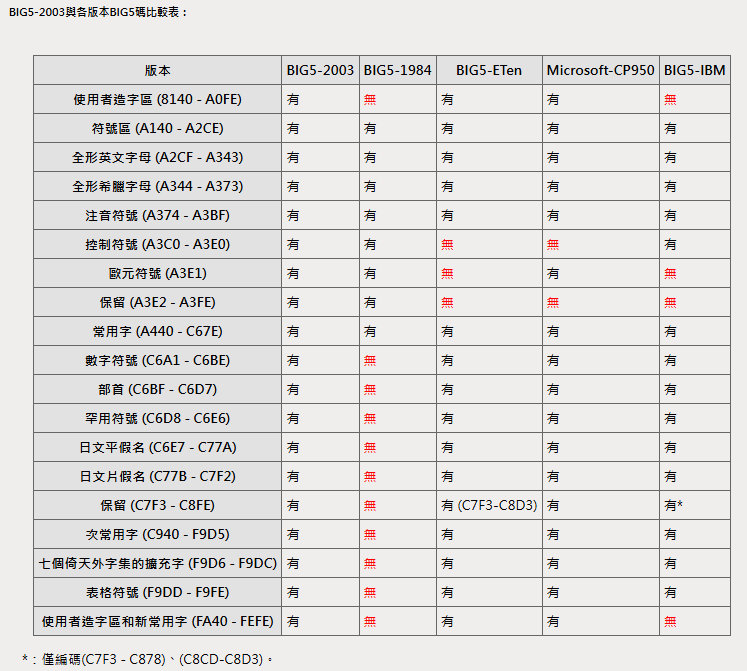 BIG5-2003與各版本BIG5碼比較表：
版本 BIG5-2003 BIG5-1984 BIG5-ETen Microsoft-CP950 BIG5-IBM
使用者造字區 (8140 - A0FE) 有 無 有 有 無
符號區 (A140 - A2CE) 有 有 有 有 有
全形英文字母 (A2CF - A343) 有 有 有 有 有
全形希臘字母 (A344 - A373) 有 有 有 有 有
注音符號 (A374 - A3BF) 有 有 有 有 有
控制符號 (A3C0 - A3E0) 有 有 無 無 有
歐元符號 (A3E1) 有 有 無 有 無
保留 (A3E2 - A3FE) 有 有 無 無 無
常用字 (A440 - C67E) 有 有 有 有 有
數字符號 (C6A1 - C6BE) 有 無 有 有 有
部首 (C6BF - C6D7) 有 無 有 有 有
罕用符號 (C6D8 - C6E6) 有 無 有 有 有
日文平假名 (C6E7 - C77A) 有 無 有 有 有
日文片假名 (C77B - C7F2) 有 無 有 有 有
保留 (C7F3 - C8FE) 有 無 有 (C7F3-C8D3) 有 有*
次常用字 (C940 - F9D5) 有 無 有 有 有
七個倚天外字集的擴充字 (F9D6 - F9DC) 有 無 有 有 有
表格符號 (F9DD - F9FE) 有 無 有 有 有
使用者造字區和新常用字 (FA40 - FEFE) 有 無 有 有 無
*：僅編碼(C7F3 - C878)、(C8CD-C8D3)。